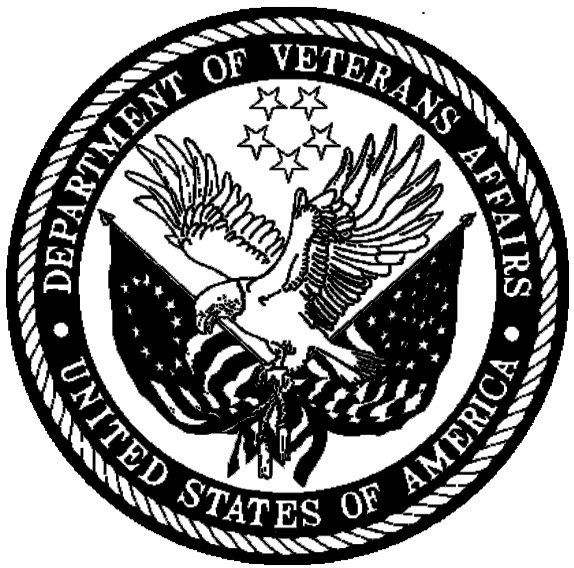 DEPARTMENT OF VETERANS AFFAIRS
UNITED STATES OF AMERICA